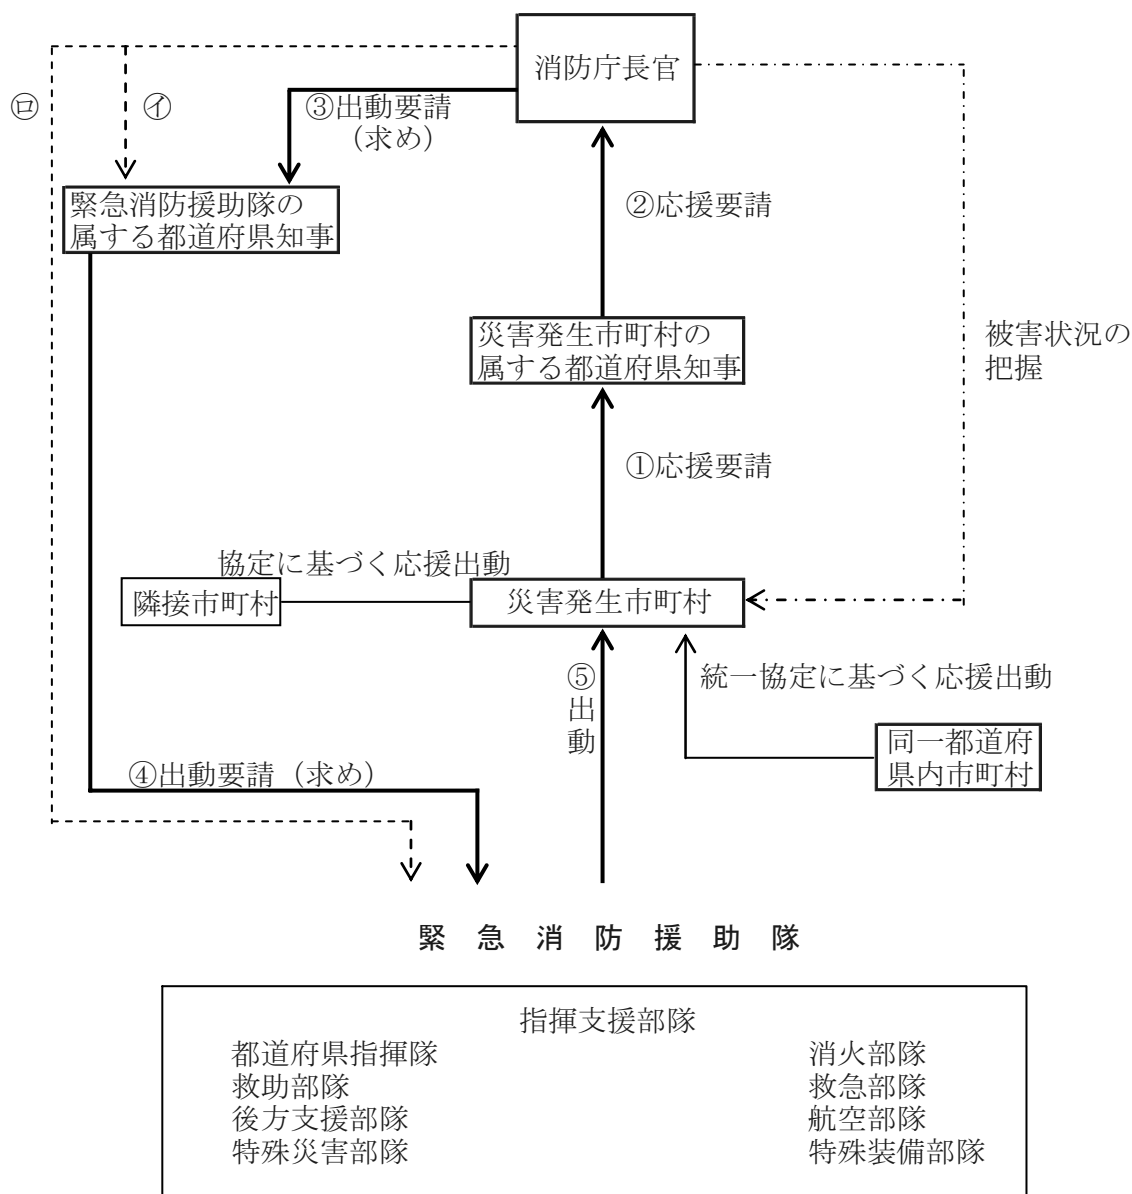 消防庁長官
㋺
㋑
③出動要請
（求め）
緊急消防援助隊の
属する都道府県知事
②応援要請
災害発生市町村の
属する都道府県知事
被害状況の
把握
①応援要請
協定に基づく応援出動
隣接市町村
災害発生市町村
⑤出動
統一協定に基づく応援出動
同一都道府
県内市町村
④出動要請（求め）
緊急消防援助隊
指揮支援部隊
都道府県指揮隊
消火部隊
救助部隊
救急部隊
後方支援部隊
航空部隊
特殊災害部隊
特殊装備部隊